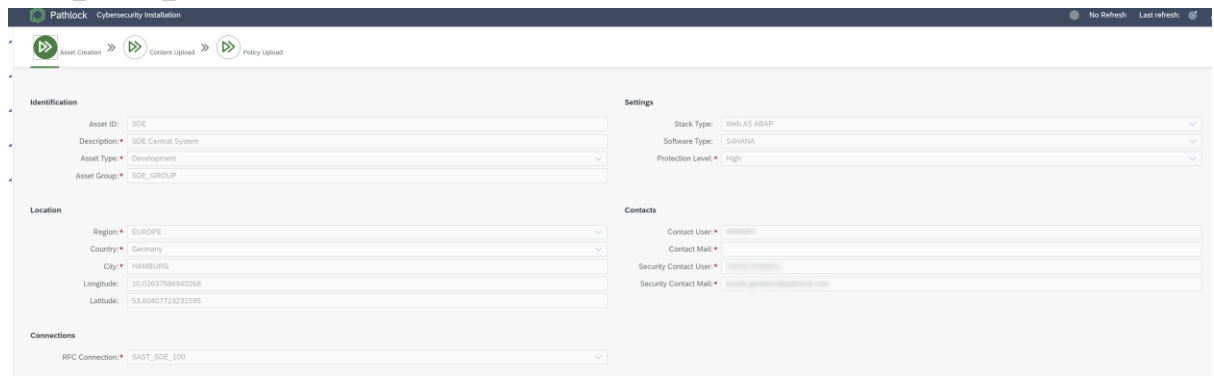 Pathlock Cybersecurity Installation No Refresh Last refresh:
Asset Creation Content Upload Policy Upload
Identification
Asset ID: SDE
Description:* SDE Central System
Asset Type:* Development
Asset Group:* SDE_GROUP
Settings
Stack Type: Web AS ABAP
Software Type: S4HANA
Protection Level:* High
Location
Region:* EUROPE
Country:* Germany
City:* HAMBURG
Longitude: 10,02637586940268
Latitude: 53,60407723231595
Contacts
Contact User:*
Contact Mail:*
Security Contact User:*
Security Contact Mail:*
Connections
RFC Connection:* SAST_SDE_100